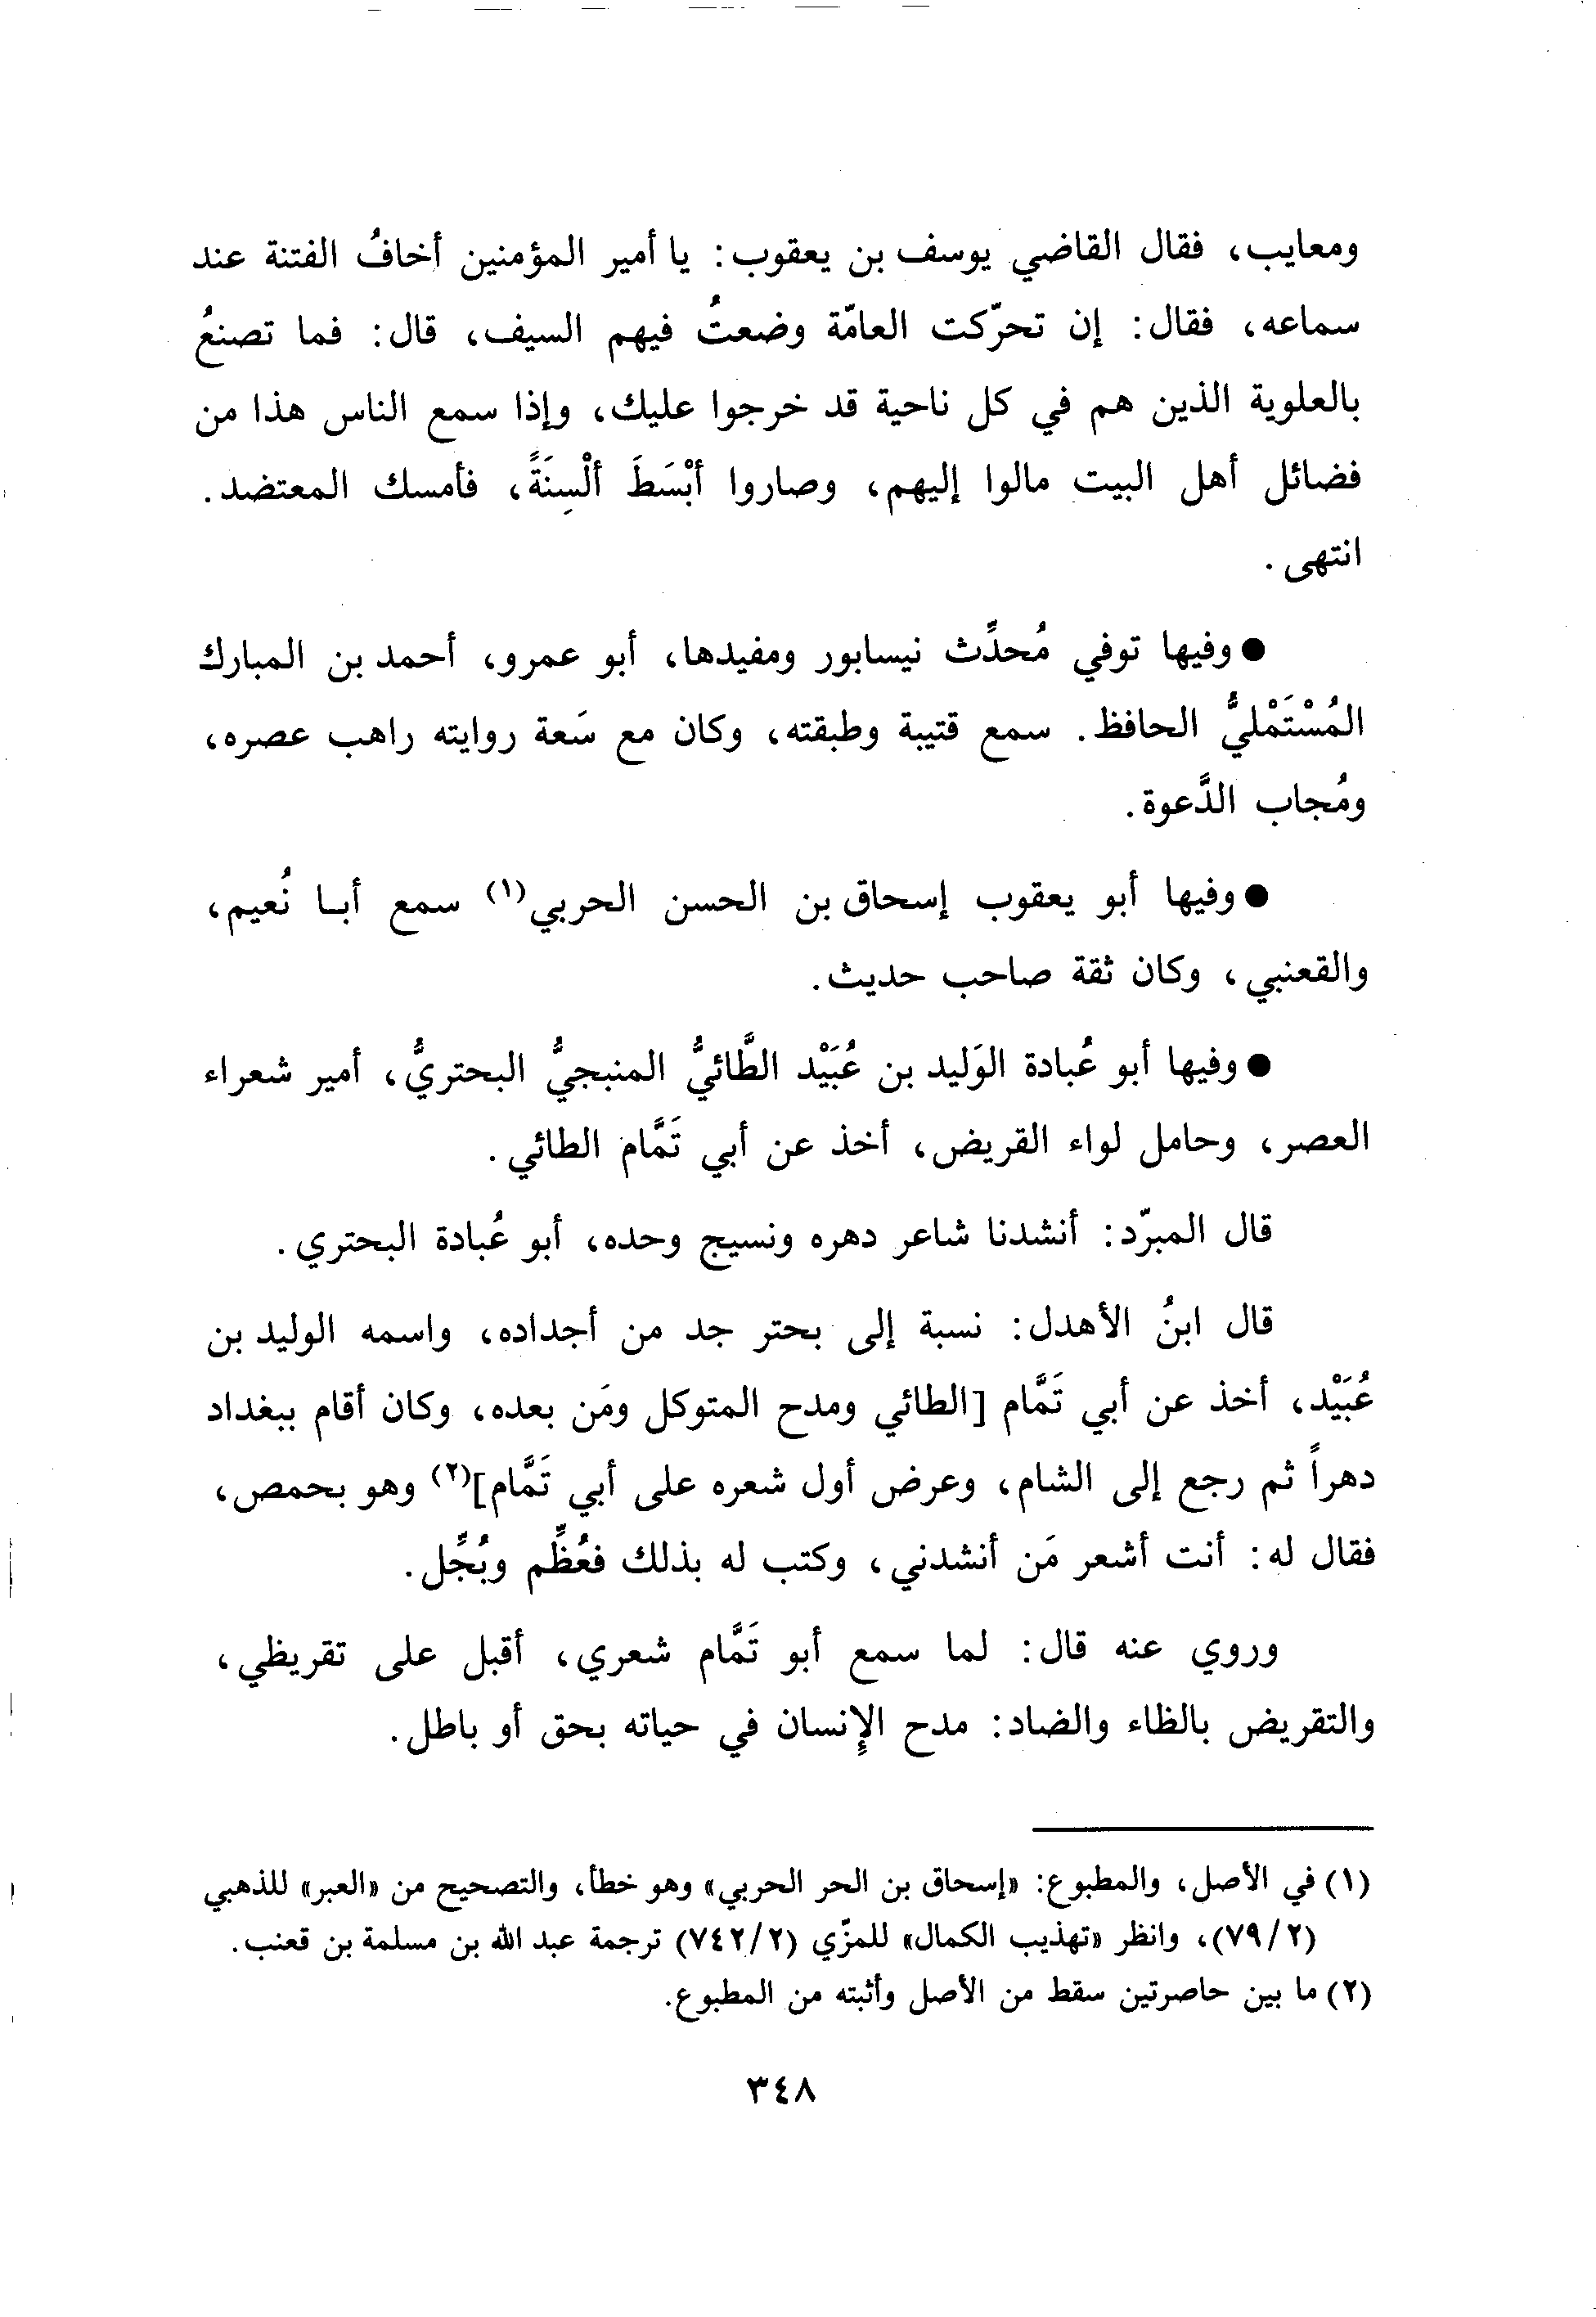 ومعايب، فقال القاضي يوسف بن يعقوب: يا أمير المؤمنين أخافُ الفتنة عند
سماعه، فقال: إن تحرّكت العامّة وضعتُ فيهم السيف، قال: فما تصنعُ
بالعلوية الذين هم في كل ناحية قد خرجوا عليك، وإذا سمع الناس هذا من
فضائل أهل البيت مالوا إليهم، وصاروا أبْسَطَ ألْسِنَةً، فأمسك المعتضد.
انتهى.
● وفيها توفي مُحدِّث نيسابور ومفيدها، أبو عمرو، أحمد بن المبارك
المُسْتَمْليُّ الحافظ. سمع قتيبة وطبقته، وكان مع سَعة روايته راهب عصره،
ومُجاب الدَّعوة.
● وفيها أبو يعقوب إسحاق بن الحسن الحربي(١) سمع أبا نُعيم،
والقعنبي، وكان ثقة صاحب حديث.
● وفيها أبو عُبادة الوَليد بن عُبَيْد الطَّائيُّ المنبجيُّ البحتريُّ، أمير شعراء
العصر، وحامل لواء القريض، أخذ عن أبي تَمَّام الطائي.
قال المبرّد: أنشدنا شاعر دهره ونسيج وحده، أبو عُبادة البحتري.
قال ابنُ الأهدل: نسبة إلى بحتر جد من أجداده، واسمه الوليد بن
عُبَيْد، أخذ عن أبي تَمَّام [الطائي ومدح المتوكل ومَن بعده، وكان أقام ببغداد
دهراً ثم رجع إلى الشام، وعرض أول شعره على أبي تَمَّام](٢) وهو بحمص،
فقال له: أنت أشعر مَن أنشدني، وكتب له بذلك فعُظِّم وبُجِّل.
وروي عنه قال: لما سمع أبو تَمَّام شعري، أقبل على تقريظي،
والتقريض بالظاء والضاد: مدح الإنسان في حياته بحق أو باطل.
(١) في الأصل، والمطبوع: «إسحاق بن الحر الحربي» وهو خطأ، والتصحيح من «العبر» للذهبي
(٢/ ٧٩)، وانظر «تهذيب الكمال» للمزّي (٢/ ٧٤٢) ترجمة عبد الله بن مسلمة بن قعنب.
(٢) ما بين حاصرتين سقط من الأصل وأثبته من المطبوع.
٣٤٨